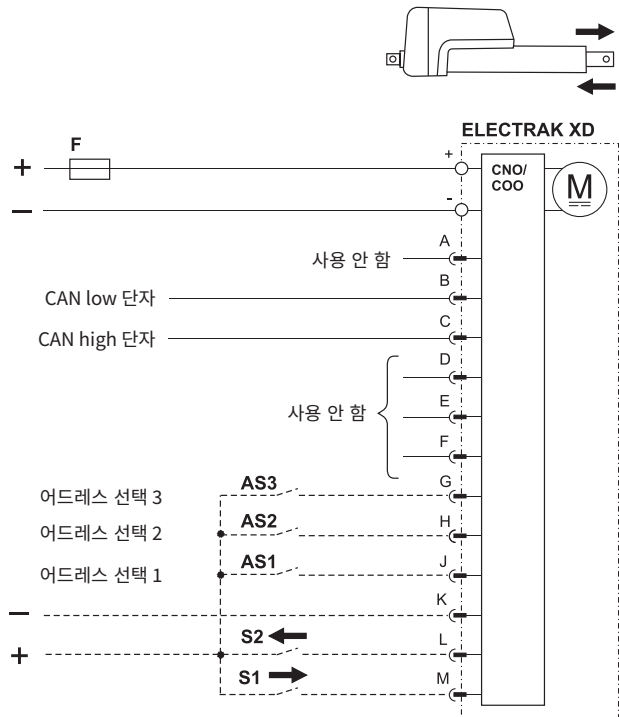 ELECTRAK XD
F
+
+
CNO/
COO
M
−
-
A
사용 안 함
B
CAN low 단자
C
CAN high 단자
D
E
사용 안 함
F
G
AS3
어드레스 선택 3
H
AS2
어드레스 선택 2
J
AS1
어드레스 선택 1
K
−
L
S2
+
M
S1